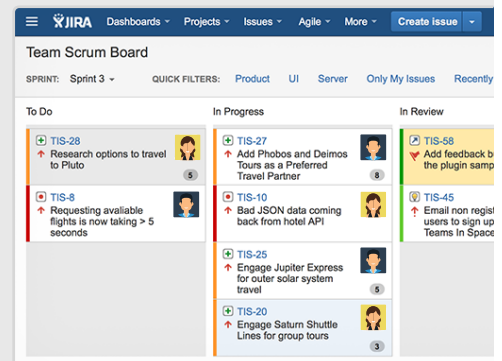 JIRA Dashboards Projects Issues Agile More Create issue
Team Scrum Board
SPRINT: Sprint 3 QUICK FILTERS: Product UI Server Only My Issues Recently
To Do
TIS-28
Research options to travel
to Pluto
5
TIS-8
Requesting avaliable
flights is now taking > 5
seconds
In Progress
TIS-27
Add Phobos and Deimos
Tours as a Preferred
Travel Partner
8
TIS-10
Bad JSON data coming
back from hotel API
TIS-25
Engage Jupiter Express
for outer solar system
travel
5
TIS-20
Engage Saturn Shuttle
Lines for group tours
3
In Review
TIS-58
Add feedback bu
the plugin samp
TIS-45
Email non regist
users to sign up
Teams In Space